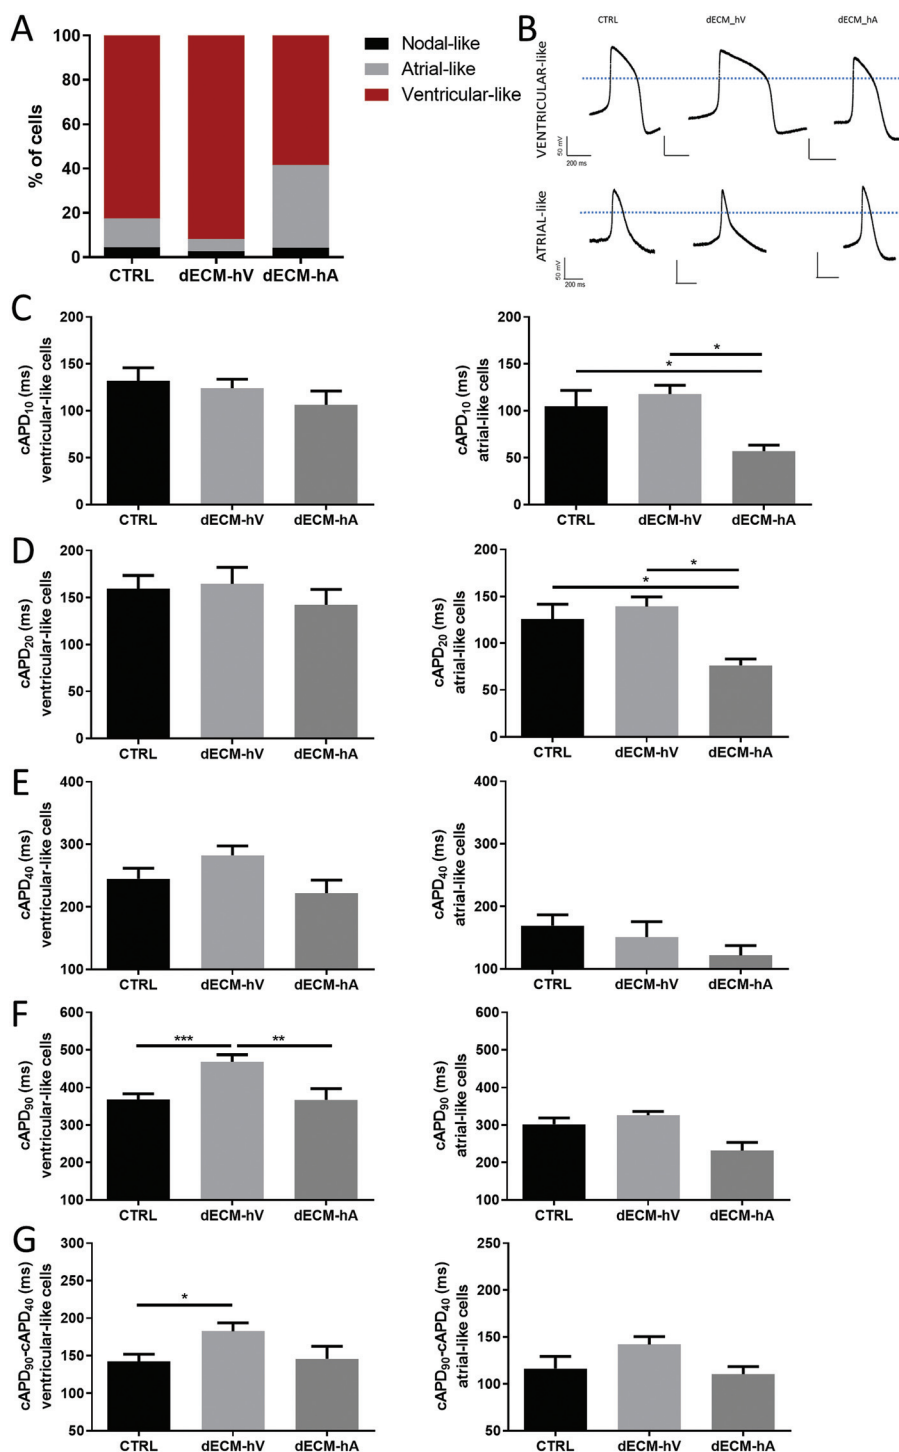 A
100
80
60
40
20
0
% of cells
CTRL dECM-hV dECM-hA
Nodal-like
Atrial-like
Ventricular-like
B
CTRL dECM_hV dECM_hA
VENTRICULAR-like
50 mV
200 ms
ATRIAL-like
50 mV
200 ms
C
cAPD10 (ms)
ventricular-like cells
200
150
100
50
0
CTRL dECM-hV dECM-hA
cAPD10 (ms)
atrial-like cells
200
150
100
50
0
*
*
CTRL dECM-hV dECM-hA
D
cAPD20 (ms)
ventricular-like cells
200
150
100
50
0
CTRL dECM-hV dECM-hA
cAPD20 (ms)
atrial-like cells
200
150
100
50
0
*
*
CTRL dECM-hV dECM-hA
E
cAPD40 (ms)
ventricular-like cells
400
300
200
100
CTRL dECM-hV dECM-hA
cAPD40 (ms)
atrial-like cells
400
300
200
100
CTRL dECM-hV dECM-hA
F
cAPD90 (ms)
ventricular-like cells
600
500
400
300
200
100
*** **
CTRL dECM-hV dECM-hA
cAPD90 (ms)
atrial-like cells
600
500
400
300
200
100
CTRL dECM-hV dECM-hA
G
cAPD90-cAPD40 (ms)
ventricular-like cells
300
250
200
150
100
50
*
CTRL dECM-hV dECM-hA
cAPD90-cAPD40 (ms)
atrial-like cells
250
200
150
100
50
CTRL dECM-hV dECM-hA